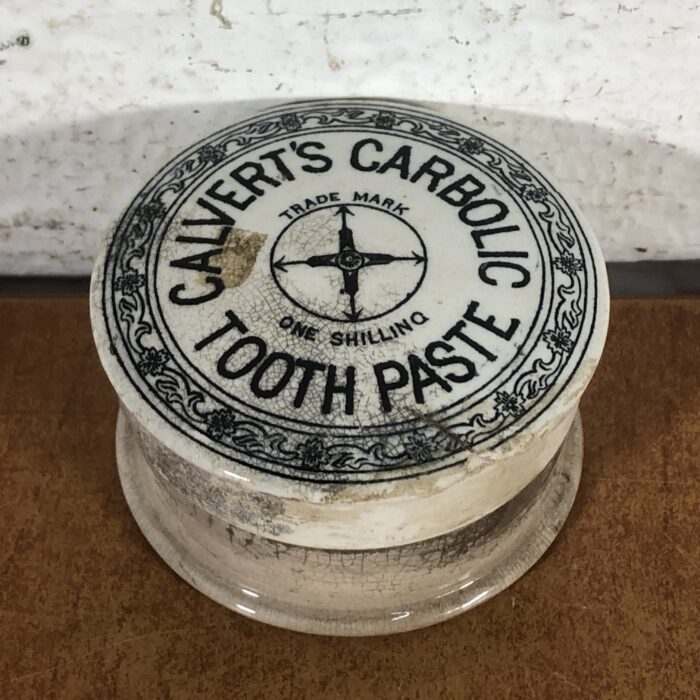 CALVERT'S CARBOLIC
TRADE MARK
ONE SHILLING
TOOTH PASTE